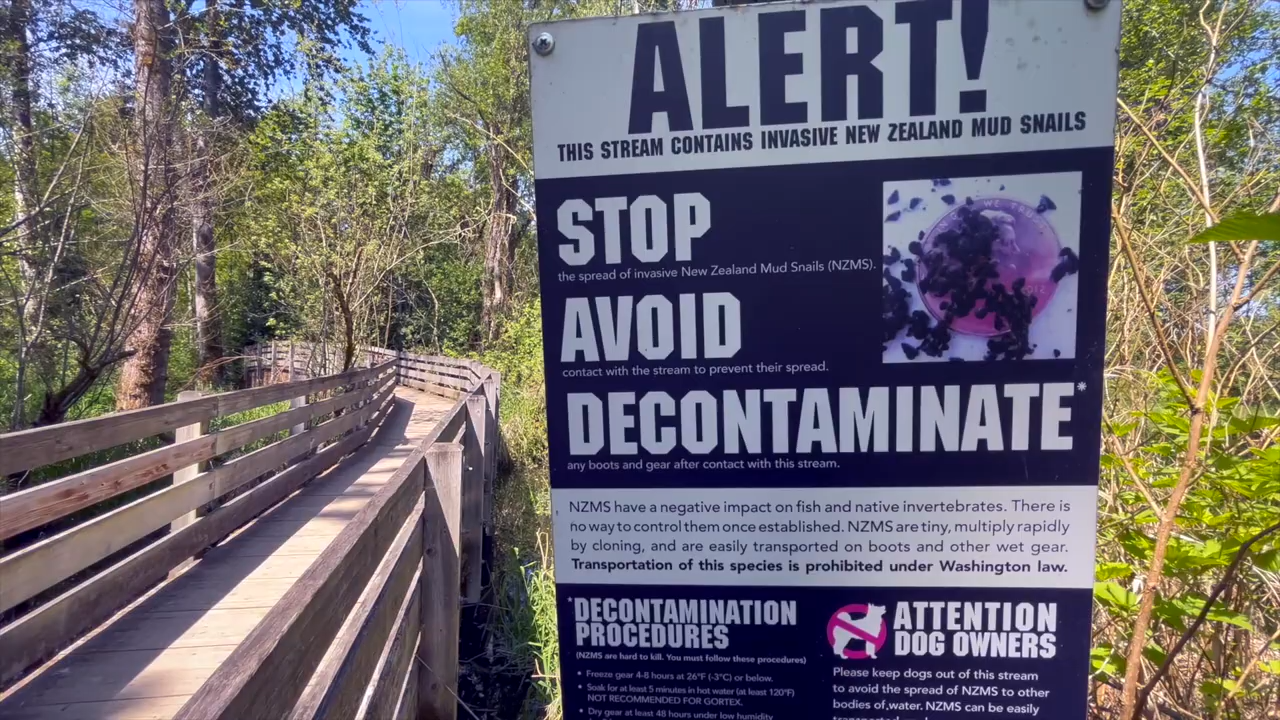 ALERT!
THIS STREAM CONTAINS INVASIVE NEW ZEALAND MUD SNAILS
STOP
the spread of invasive New Zealand Mud Snails (NZMS).
AVOID
contact with the stream to prevent their spread.
DECONTAMINATE*
any boots and gear after contact with this stream.
NZMS have a negative impact on fish and native invertebrates. There is
no way to control them once established. NZMS are tiny, multiply rapidly
by cloning, and are easily transported on boots and other wet gear.
Transportation of this species is prohibited under Washington law.
*DECONTAMINATION
PROCEDURES
(NZMS are hard to kill. You must follow these procedures)
• Freeze gear 4-8 hours at 26°F (-3°C) or below.
• Soak for at least 5 minutes in hot water (at least 120°F)
NOT RECOMMENDED FOR GORTEX.
• Dry gear at least 48 hours under low humidity
ATTENTION
DOG OWNERS
Please keep dogs out of this stream
to avoid the spread of NZMS to other
bodies of water. NZMS can be easily